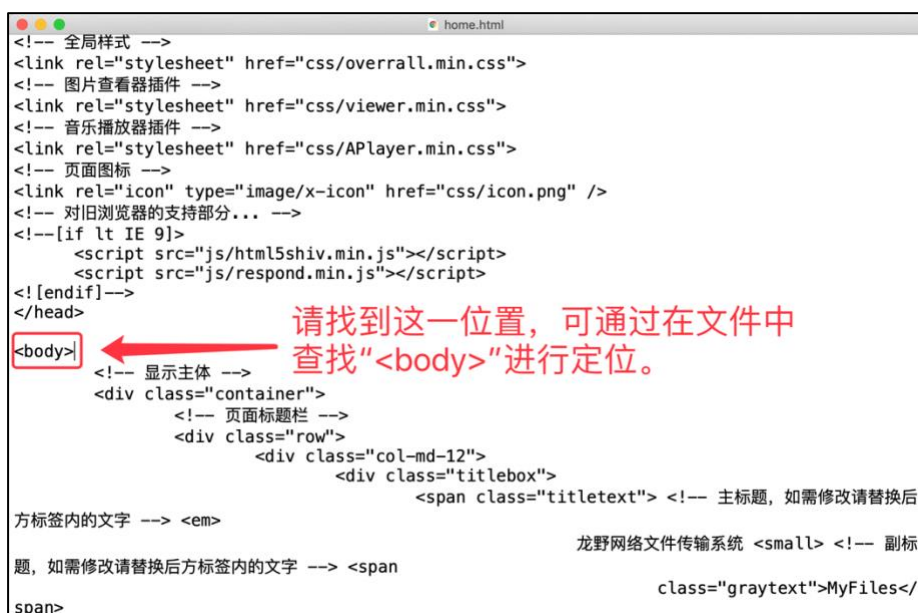 home.html
<!-- 全局样式 -->
<link rel="stylesheet" href="css/overrall.min.css">
<!-- 图片查看器插件 -->
<link rel="stylesheet" href="css/viewer.min.css">
<!-- 音乐播放器插件 -->
<link rel="stylesheet" href="css/APlayer.min.css">
<!-- 页面图标 -->
<link rel="icon" type="image/x-icon" href="css/icon.png" />
<!-- 对旧浏览器的支持部分... -->
<!--[if lt IE 9]>
<script src="js/html5shiv.min.js"></script>
<script src="js/respond.min.js"></script>
<![endif]-->
</head>
请找到这一位置，可通过在文件中
查找“<body>”进行定位。
<body>
<!-- 显示主体 -->
<div class="container">
<!-- 页面标题栏 -->
<div class="row">
<div class="col-md-12">
<div class="titlebox">
<span class="titletext"> <!-- 主标题，如需修改请替换后
方标签内的文字 --> <em>
龙野网络文件传输系统 <small> <!-- 副标
题，如需修改请替换后方标签内的文字 --> <span
class="graytext">MyFiles</
span>